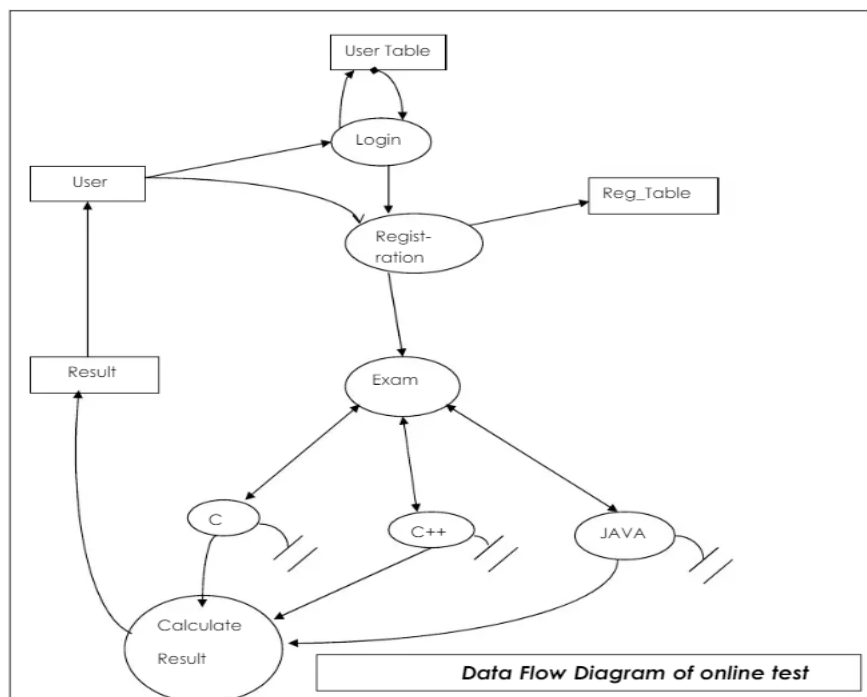 User Table
Login
User
Reg_Table
Regist-
ration
Result
Exam
C
C++
JAVA
Calculate
Result
Data Flow Diagram of online test